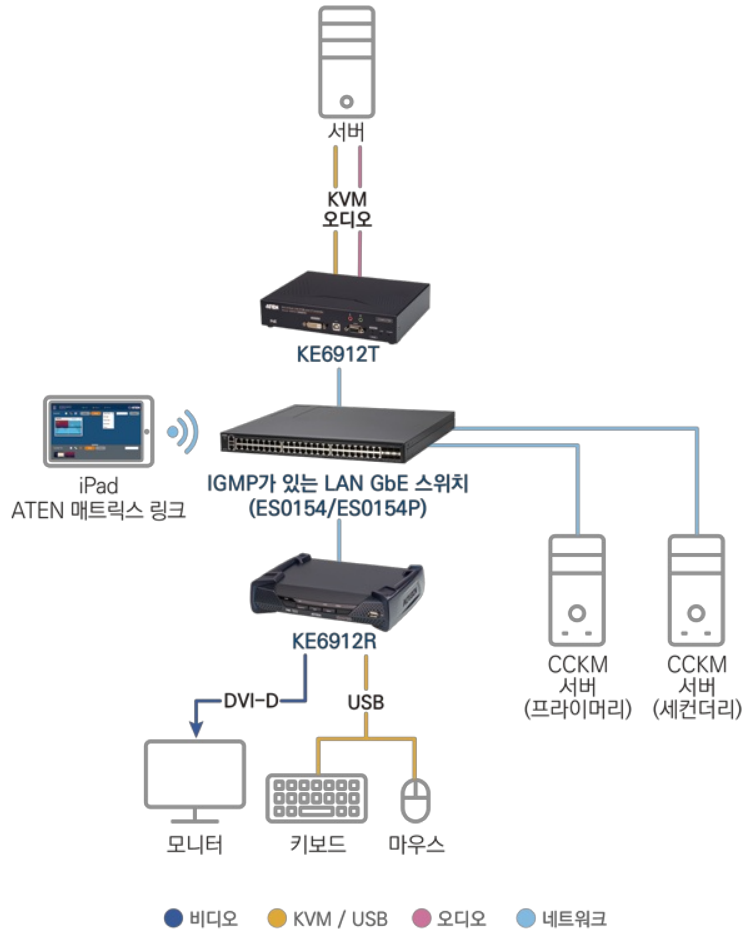 서버
KVM
오디오
ATEN
KE6912T
IGMP가 있는 LAN GbE 스위치
(ES0154/ES0154P)
iPad
ATEN 매트릭스 링크
KE6912R
CCKM
서버
(프라이머리)
CCKM
서버
(세컨더리)
DVI-D
USB
모니터
키보드
마우스
비디오
KVM / USB
오디오
네트워크